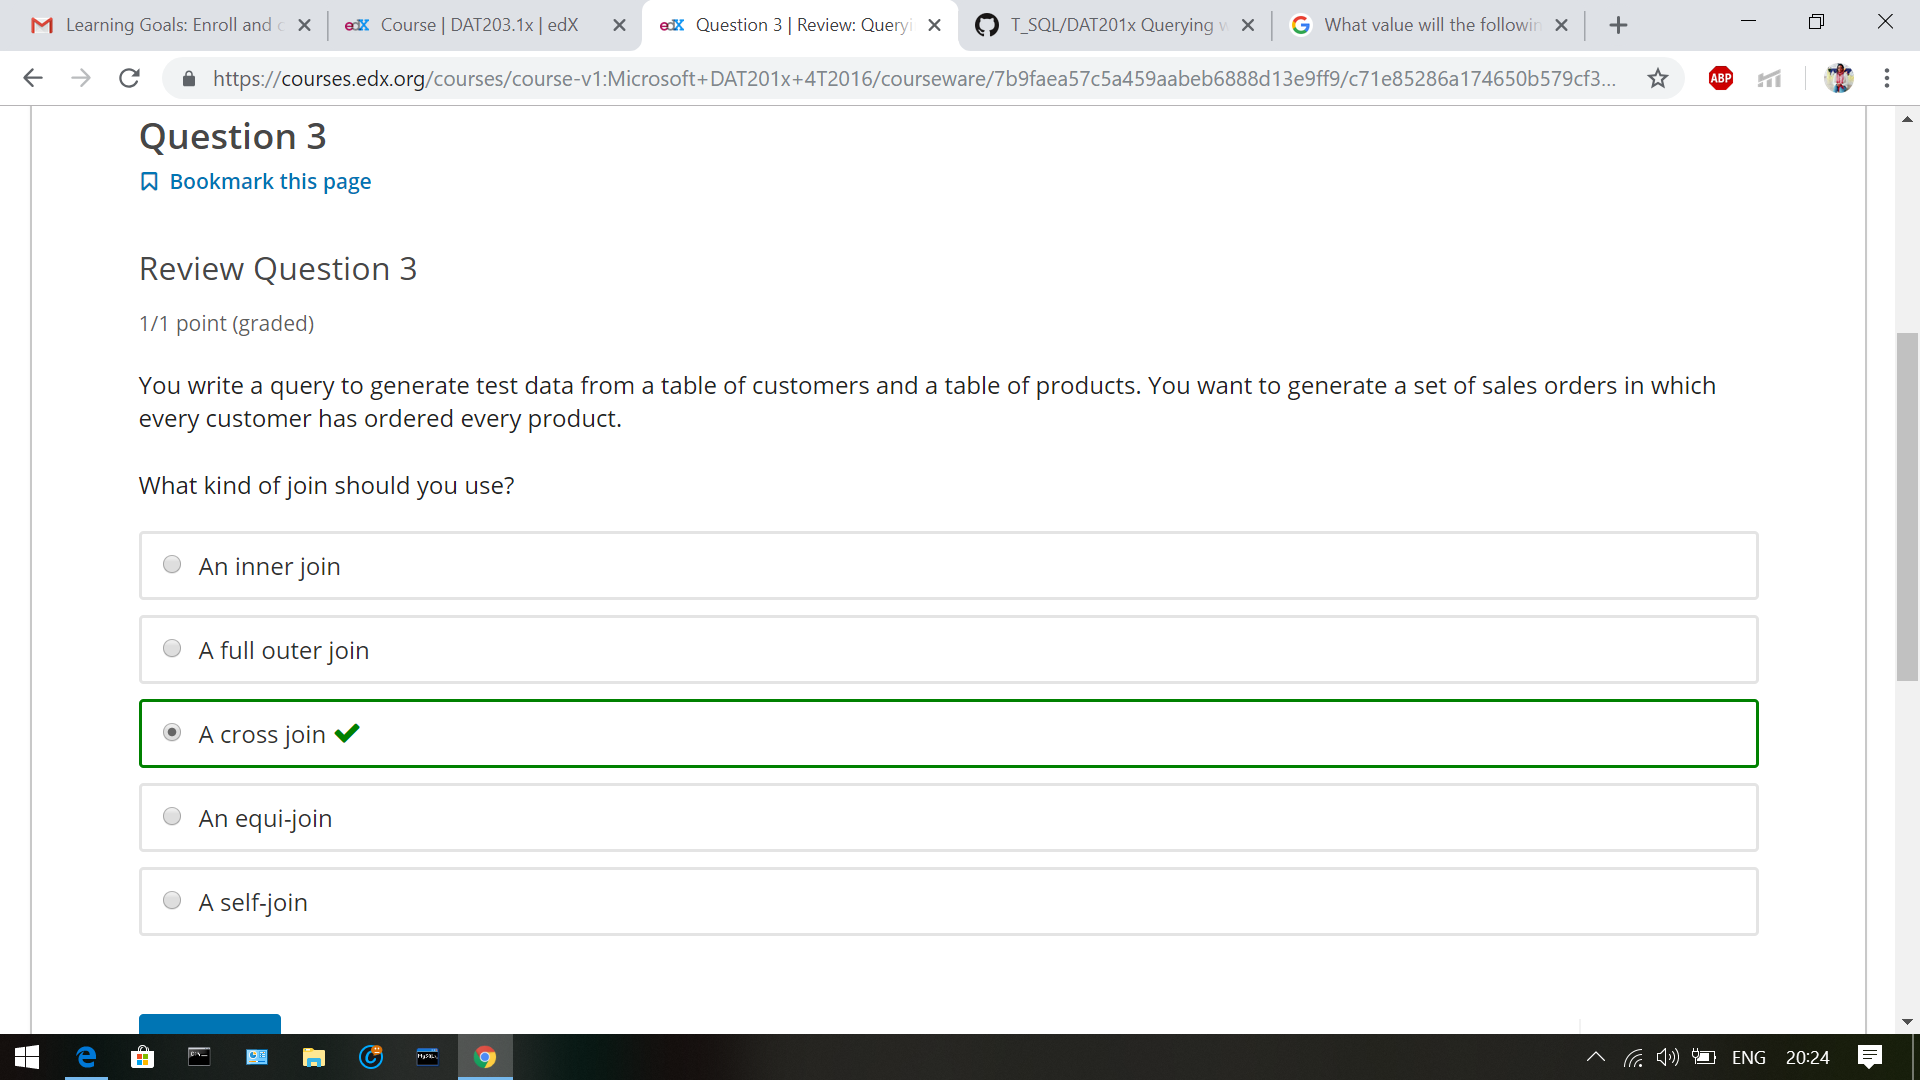 Learning Goals: Enroll and
edX Course | DAT203.1x | edX
edX Question 3 | Review: Query
T_SQL/DAT201x Querying
G What value will the followin
https://courses.edx.org/courses/course-v1:Microsoft+DAT201x+4T2016/courseware/7b9faea57c5a459aabeb6888d13e9ff9/c71e85286a174650b579cf3...
ABP
Question 3
Bookmark this page
Review Question 3
1/1 point (graded)
You write a query to generate test data from a table of customers and a table of products. You want to generate a set of sales orders in which
every customer has ordered every product.
What kind of join should you use?
An inner join
A full outer join
A cross join
An equi-join
A self-join
ENG 20:24